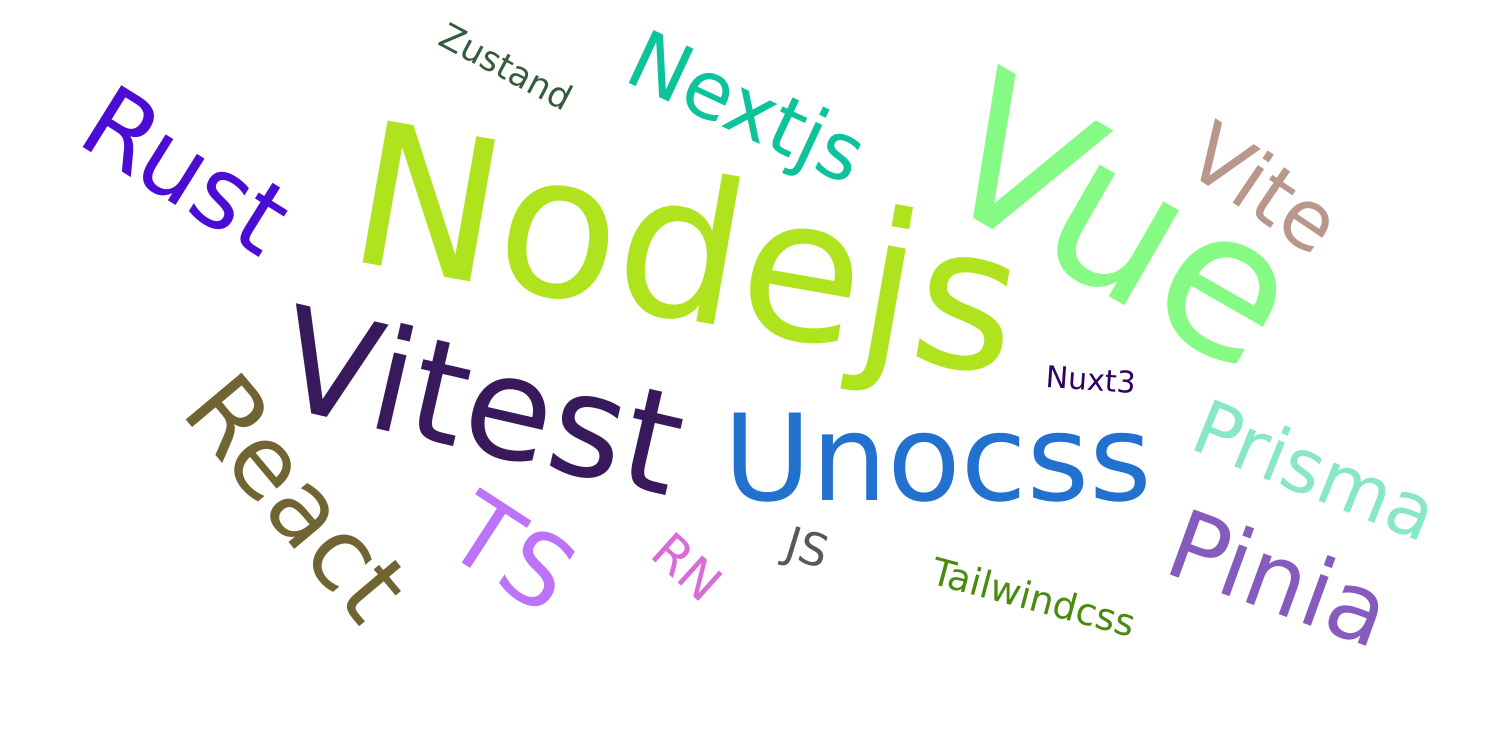 Zustand
Nextjs
Rust
Nodejs
Vue
Vite
Vitest
Nuxt3
React
Unocss
Prisma
TS
RN
JS
Tailwindcss
Pinia